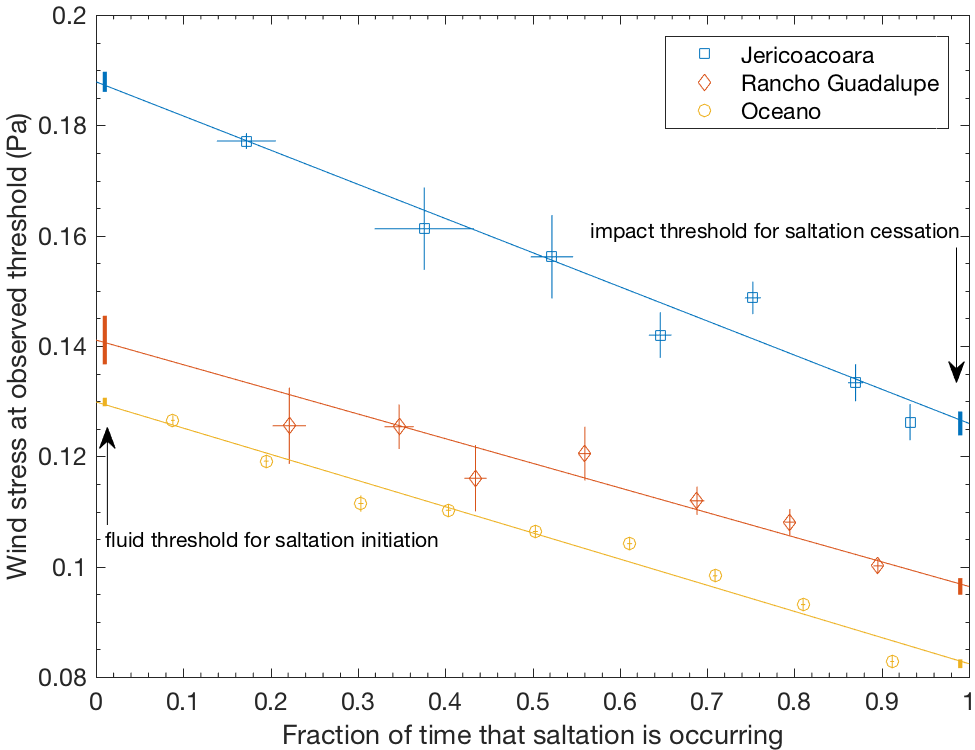 0.2
0.18
0.16
0.14
0.12
0.1
0.08
Wind stress at observed threshold (Pa)
Jericoacoara
Rancho Guadalupe
Oceano
impact threshold for saltation cessation
fluid threshold for saltation initiation
0 0.1 0.2 0.3 0.4 0.5 0.6 0.7 0.8 0.9 1
Fraction of time that saltation is occurring